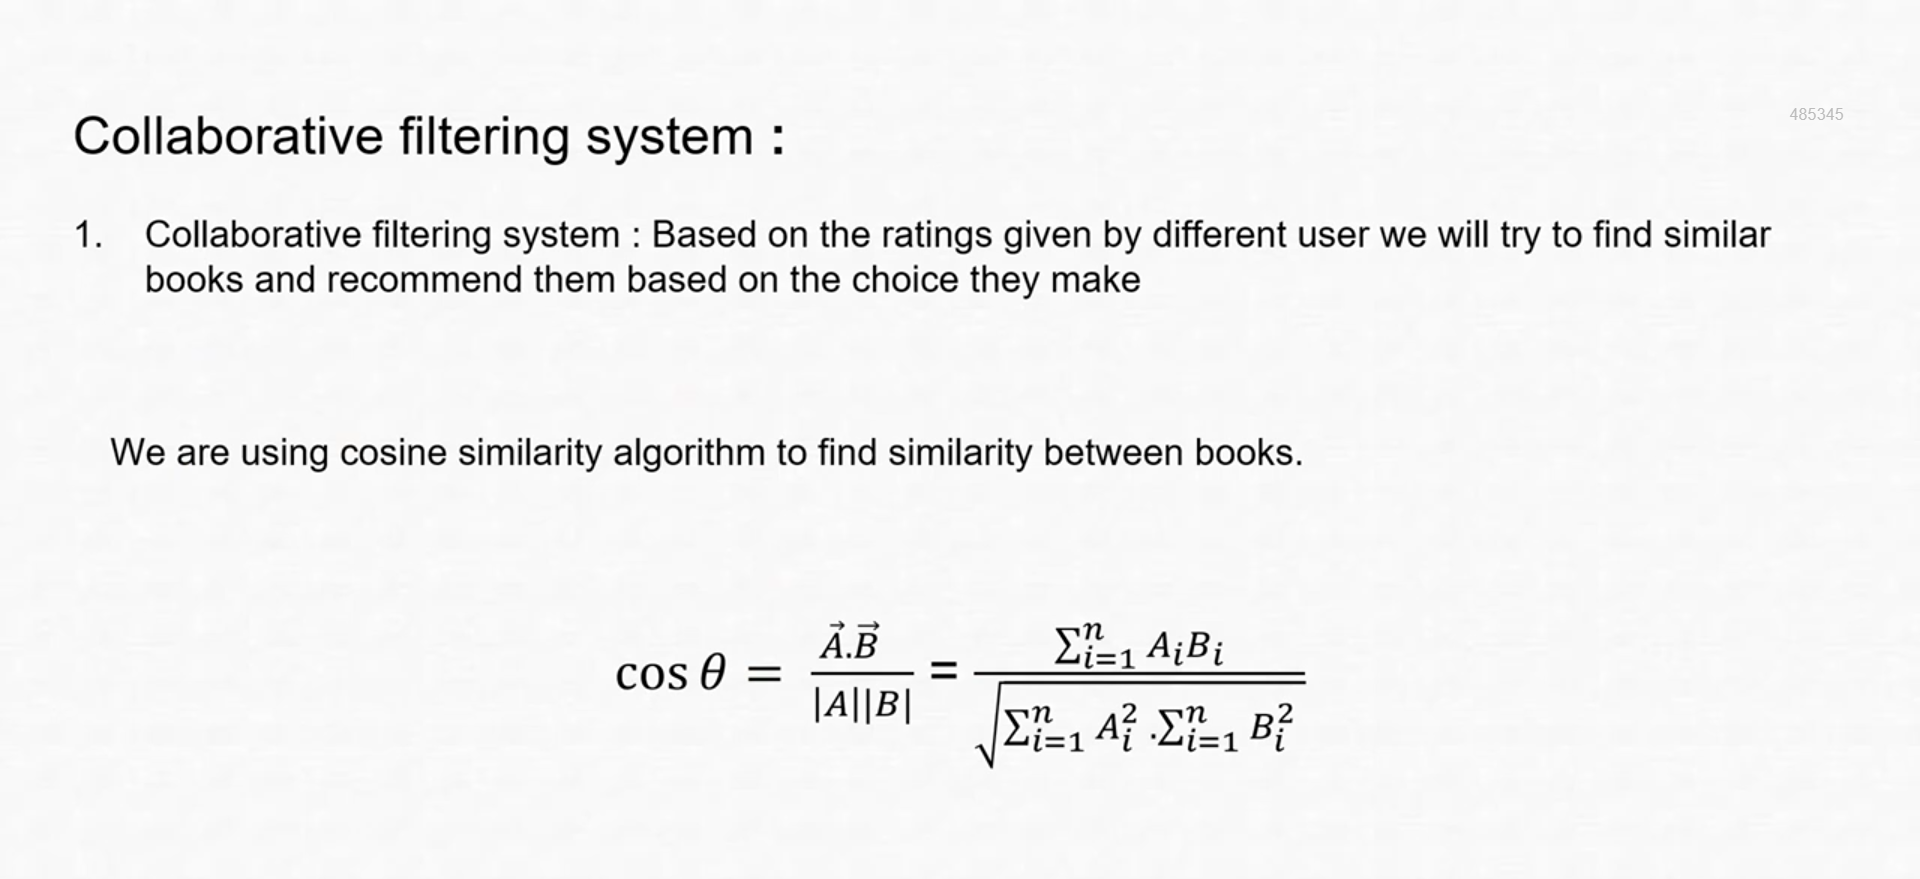 Collaborative filtering system :
485345
1. Collaborative filtering system : Based on the ratings given by different user we will try to find similar
books and recommend them based on the choice they make
We are using cosine similarity algorithm to find similarity between books.
$\cos \theta = \frac{\vec{A}.\vec{B}}{|A||B|} = \frac{\sum_{i=1}^{n} A_i B_i}{\sqrt{\sum_{i=1}^{n} A_i^2 . \sum_{i=1}^{n} B_i^2}}$